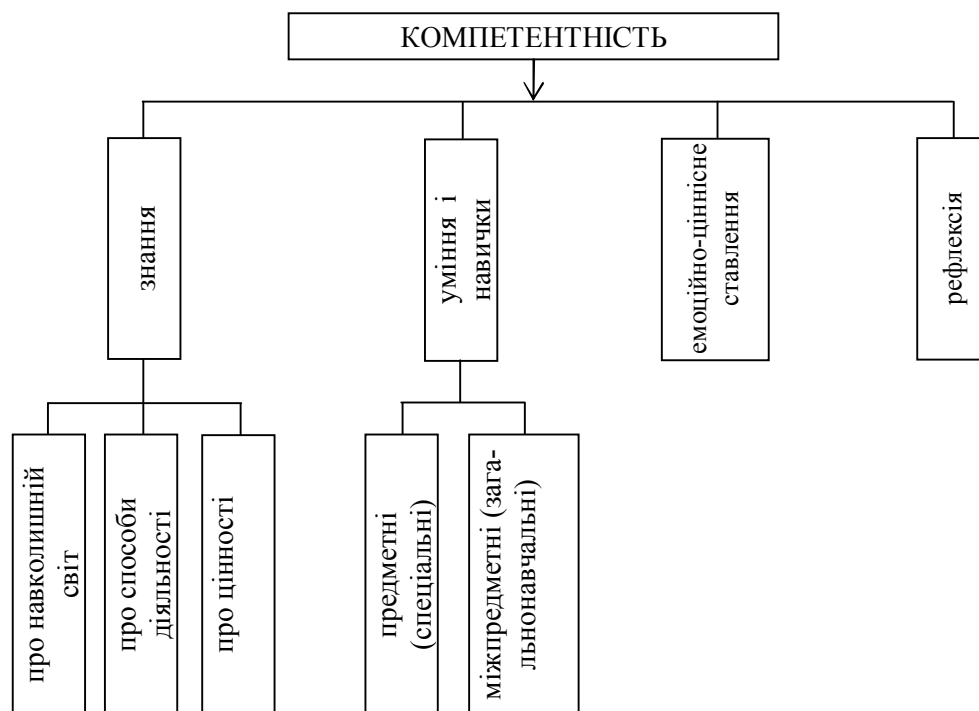 КОМПЕТЕНТНІСТЬ
знання
уміння і
навички
емоційно-ціннісне
ставлення
рефлексія
про навколишній
світ
про способи
діяльності
про цінності
предметні
(спеціальні)
міжпредметні (зага-
льнонавчальні)